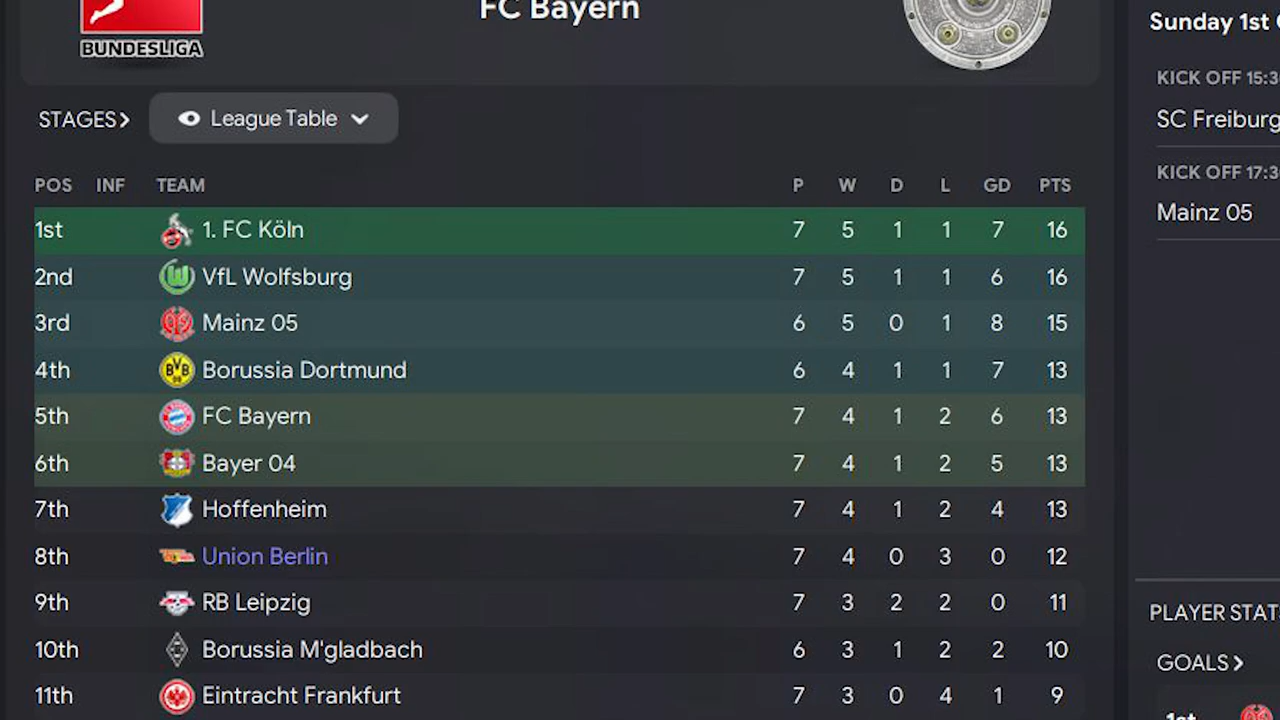 FC Bayern
BUNDESLIGA
STAGES
League Table
POS INF TEAM P W D L GD PTS
1st 1. FC Köln 7 5 1 1 7 16
2nd VfL Wolfsburg 7 5 1 1 6 16
3rd Mainz 05 6 5 0 1 8 15
4th Borussia Dortmund 6 4 1 1 7 13
5th FC Bayern 7 4 1 2 6 13
6th Bayer 04 7 4 1 2 5 13
7th Hoffenheim 7 4 1 2 4 13
8th Union Berlin 7 4 0 3 0 12
9th RB Leipzig 7 3 2 2 0 11
10th Borussia M'gladbach 6 3 1 2 2 10
11th Eintracht Frankfurt 7 3 0 4 1 9
Sunday 1st
KICK OFF 15:3
SC Freiburg
KICK OFF 17:3
Mainz 05
PLAYER STAT
GOALS
1st